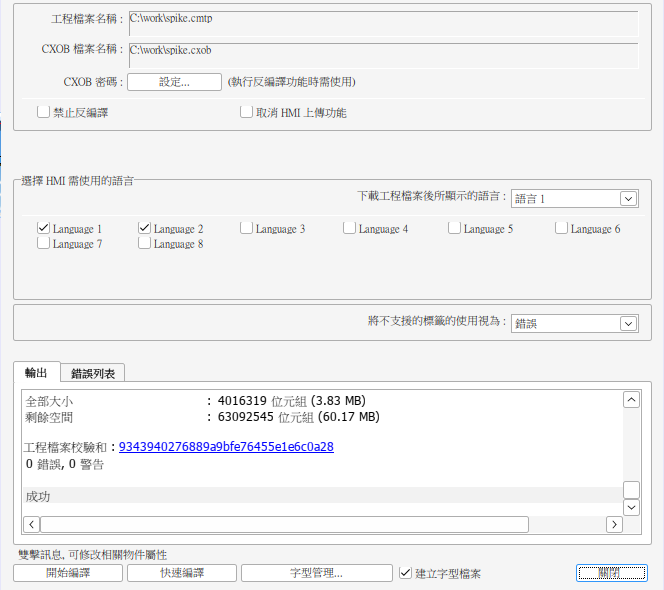 工程檔案名稱 : C:\work\spike.cmtp
CXOB 檔案名稱 : C:\work\spike.cxob
CXOB 密碼 : 設定... (執行反編譯功能時需使用)
禁止反編譯 取消 HMI 上傳功能
選擇 HMI 需使用的語言
下載工程檔案後所顯示的語言 : 語言 1
Language 1 Language 2 Language 3 Language 4 Language 5 Language 6
Language 7 Language 8
將不支援的標籤的使用視為 : 錯誤
輸出 錯誤列表
全部大小 : 4016319 位元組 (3.83 MB)
剩餘空間 : 63092545 位元組 (60.17 MB)
工程檔案校驗和 : 9343940276889a9bfe76455e1e6c0a28
0 錯誤, 0 警告
成功
雙擊訊息, 可修改相關物件屬性
開始編譯 快速編譯 字型管理... 建立字型檔案 關閉